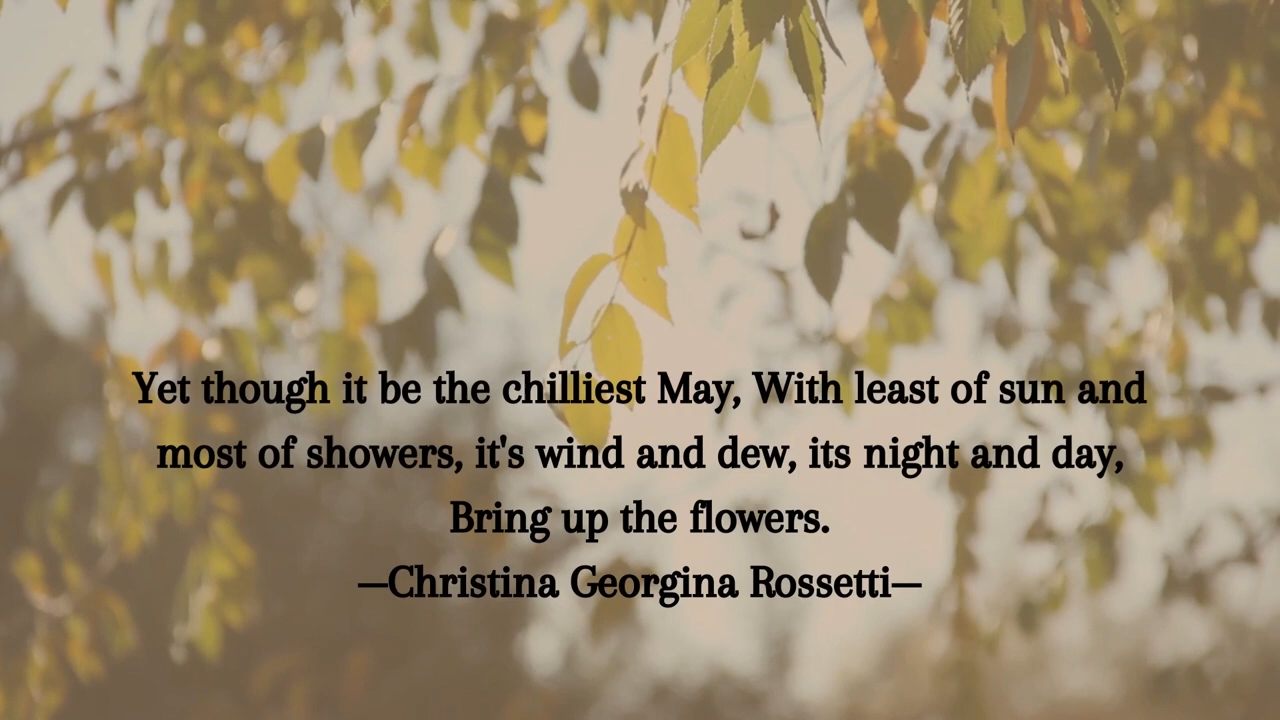 Yet though it be the chilliest May, With least of sun and
most of showers, it's wind and dew, its night and day,
Bring up the flowers.
—Christina Georgina Rossetti—